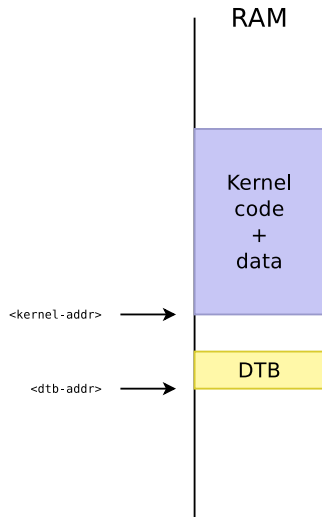 RAM
Kernel
code
+
data
<kernel-addr>
DTB
<dtb-addr>